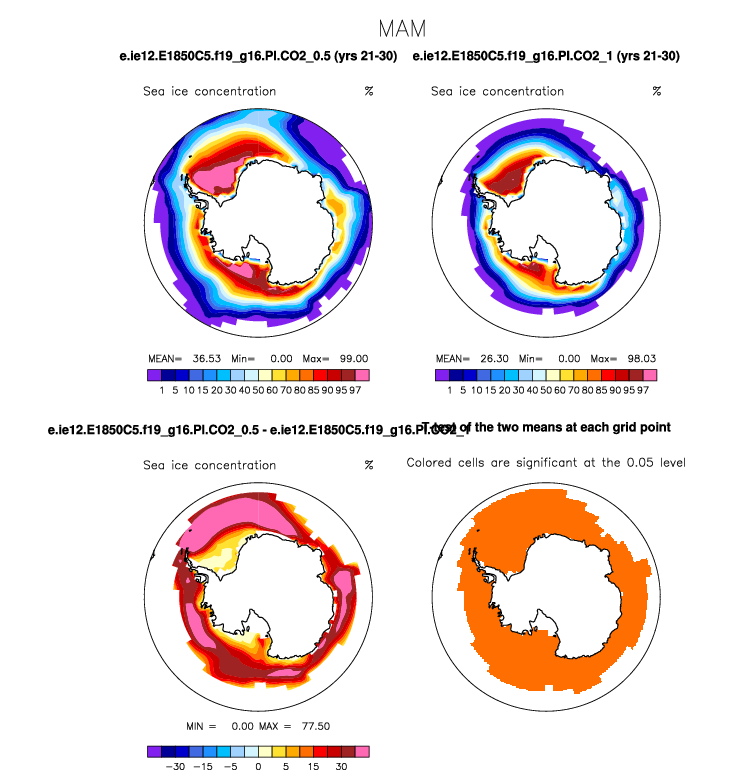 MAM
e.ie12.E1850C5.f19_g16.PI.CO2_0.5 (yrs 21-30)
e.ie12.E1850C5.f19_g16.PI.CO2_1 (yrs 21-30)
Sea ice concentration %
Sea ice concentration %
MEAN= 36.53 Min= 0.00 Max= 99.00
MEAN= 26.30 Min= 0.00 Max= 98.03
1 5 10 15 20 30 40 50 60 70 80 85 90 95 97
1 5 10 15 20 30 40 50 60 70 80 85 90 95 97
e.ie12.E1850C5.f19_g16.PI.CO2_0.5 - e.ie12.E1850C5.f19_g16.PI.CO2_1
T-test of the two means at each grid point
Sea ice concentration %
Colored cells are significant at the 0.05 level
MIN = 0.00 MAX = 77.50
-30 -15 -5 0 5 15 30